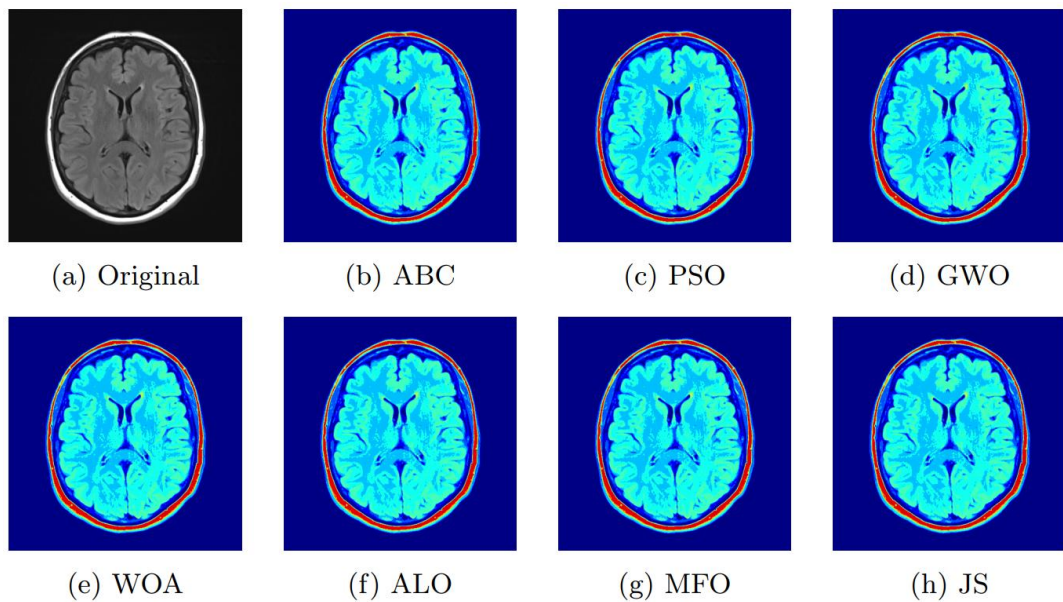 (a) Original
(b) ABC
(c) PSO
(d) GWO
(e) WOA
(f) ALO
(g) MFO
(h) JS